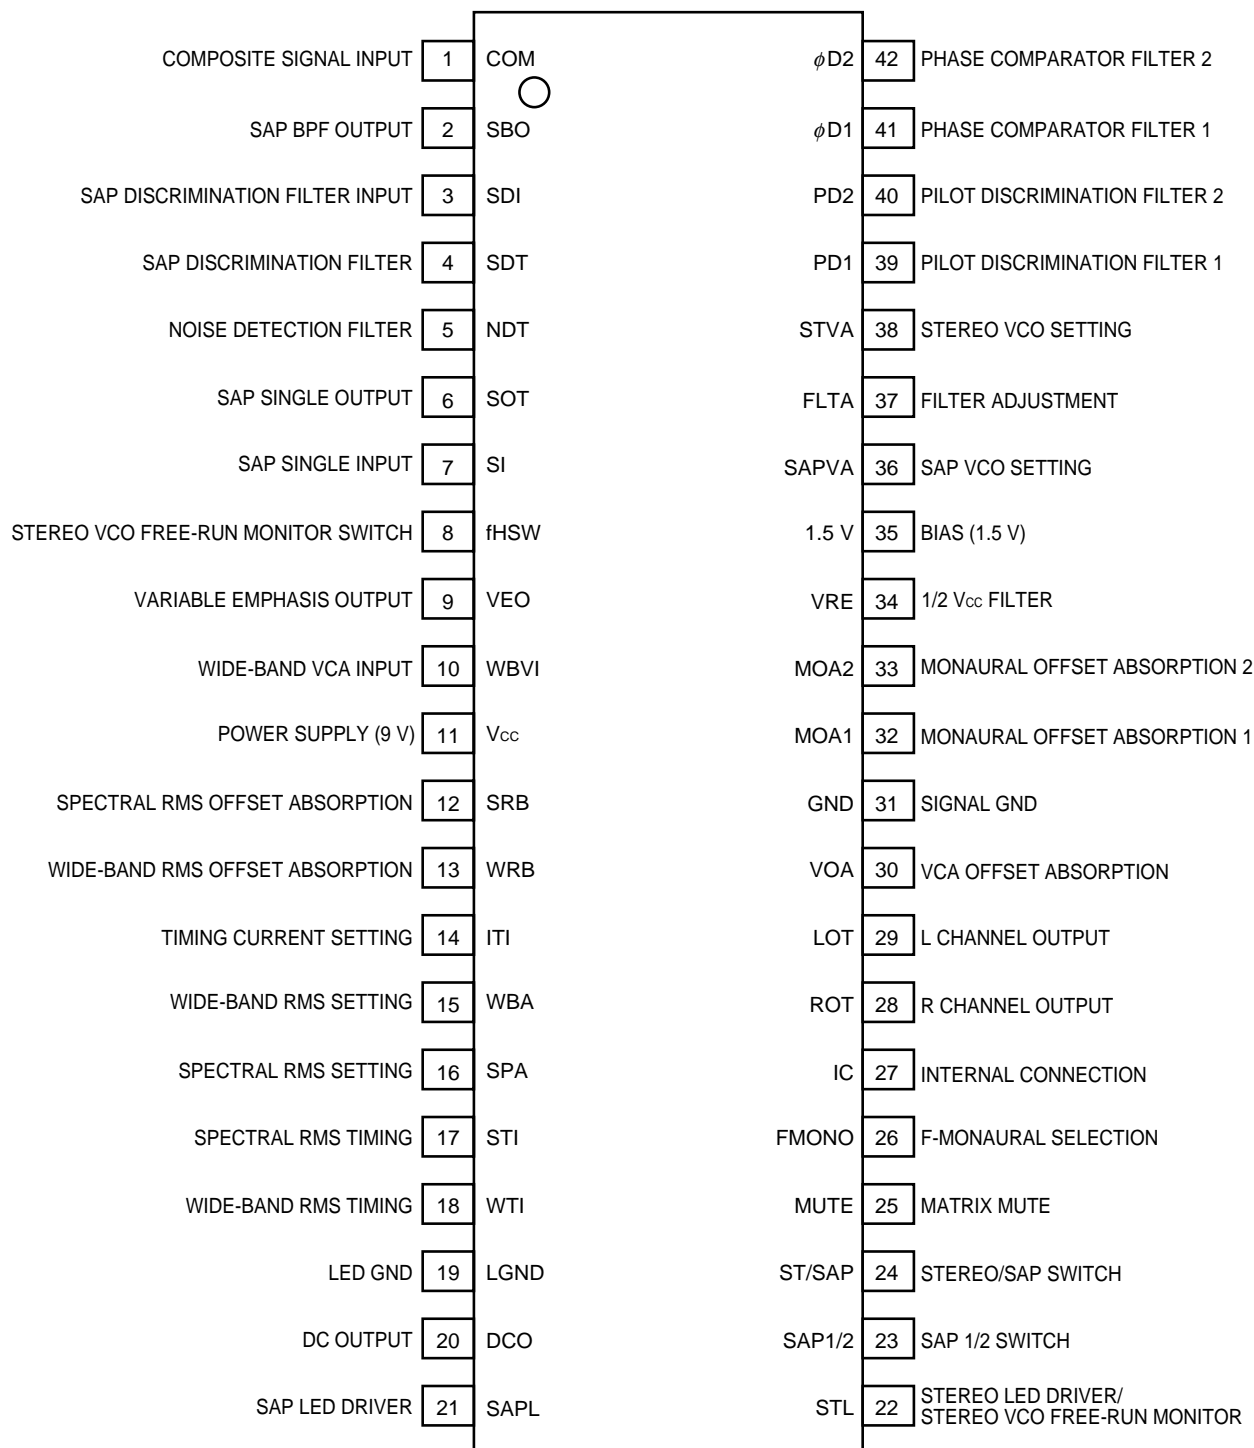 COMPOSITE SIGNAL INPUT 1 COM ϕD2 42 PHASE COMPARATOR FILTER 2
SAP BPF OUTPUT 2 SBO ϕD1 41 PHASE COMPARATOR FILTER 1
SAP DISCRIMINATION FILTER INPUT 3 SDI PD2 40 PILOT DISCRIMINATION FILTER 2
SAP DISCRIMINATION FILTER 4 SDT PD1 39 PILOT DISCRIMINATION FILTER 1
NOISE DETECTION FILTER 5 NDT STVA 38 STEREO VCO SETTING
SAP SINGLE OUTPUT 6 SOT FLTA 37 FILTER ADJUSTMENT
SAP SINGLE INPUT 7 SI SAPVA 36 SAP VCO SETTING
STEREO VCO FREE-RUN MONITOR SWITCH 8 fHSW 1.5 V 35 BIAS (1.5 V)
VARIABLE EMPHASIS OUTPUT 9 VEO VRE 34 1/2 Vcc FILTER
WIDE-BAND VCA INPUT 10 WBVI MOA2 33 MONAURAL OFFSET ABSORPTION 2
POWER SUPPLY (9 V) 11 Vcc MOA1 32 MONAURAL OFFSET ABSORPTION 1
SPECTRAL RMS OFFSET ABSORPTION 12 SRB GND 31 SIGNAL GND
WIDE-BAND RMS OFFSET ABSORPTION 13 WRB VOA 30 VCA OFFSET ABSORPTION
TIMING CURRENT SETTING 14 ITI LOT 29 L CHANNEL OUTPUT
WIDE-BAND RMS SETTING 15 WBA ROT 28 R CHANNEL OUTPUT
SPECTRAL RMS SETTING 16 SPA IC 27 INTERNAL CONNECTION
SPECTRAL RMS TIMING 17 STI FMONO 26 F-MONAURAL SELECTION
WIDE-BAND RMS TIMING 18 WTI MUTE 25 MATRIX MUTE
LED GND 19 LGND ST/SAP 24 STEREO/SAP SWITCH
DC OUTPUT 20 DCO SAP1/2 23 SAP 1/2 SWITCH
SAP LED DRIVER 21 SAPL STL 22 STEREO LED DRIVER/
STEREO VCO FREE-RUN MONITOR